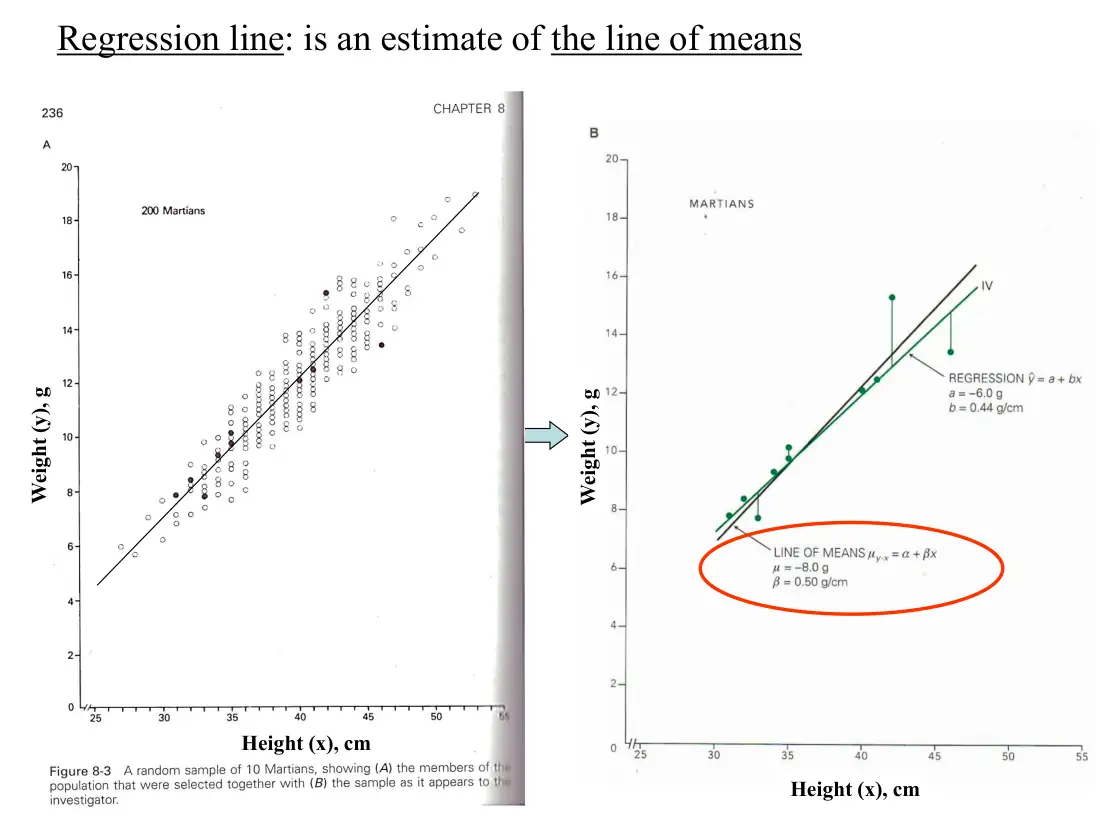 Regression line: is an estimate of the line of means
236
CHAPTER 8
A
200 Martians
20
18
16
14
12
10
8
6
4
2
0
25 30 35 40 45 50 55
Weight (y), g
Height (x), cm
Figure 8-3 A random sample of 10 Martians, showing (A) the members of the
population that were selected together with (B) the sample as it appears to the
investigator.
B
MARTIANS
20
18
16
14
12
10
8
6
4
2
0
25 30 35 40 45 50 55
Weight (y), g
IV
REGRESSION ŷ = a + bx
a = −6.0 g
b = 0.44 g/cm
LINE OF MEANS μy·x = α + βx
μ = −8.0 g
β = 0.50 g/cm
Height (x), cm